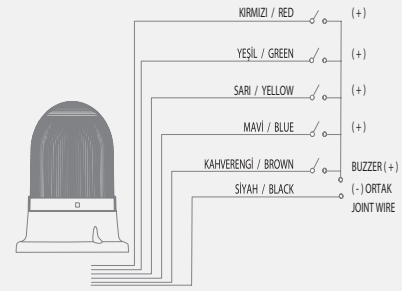 KIRMIZI / RED (+)
YEŞİL / GREEN (+)
SARI / YELLOW (+)
MAVİ / BLUE (+)
KAHVERENGİ / BROWN BUZZER (+)
SİYAH / BLACK (-) ORTAK
JOINT WIRE